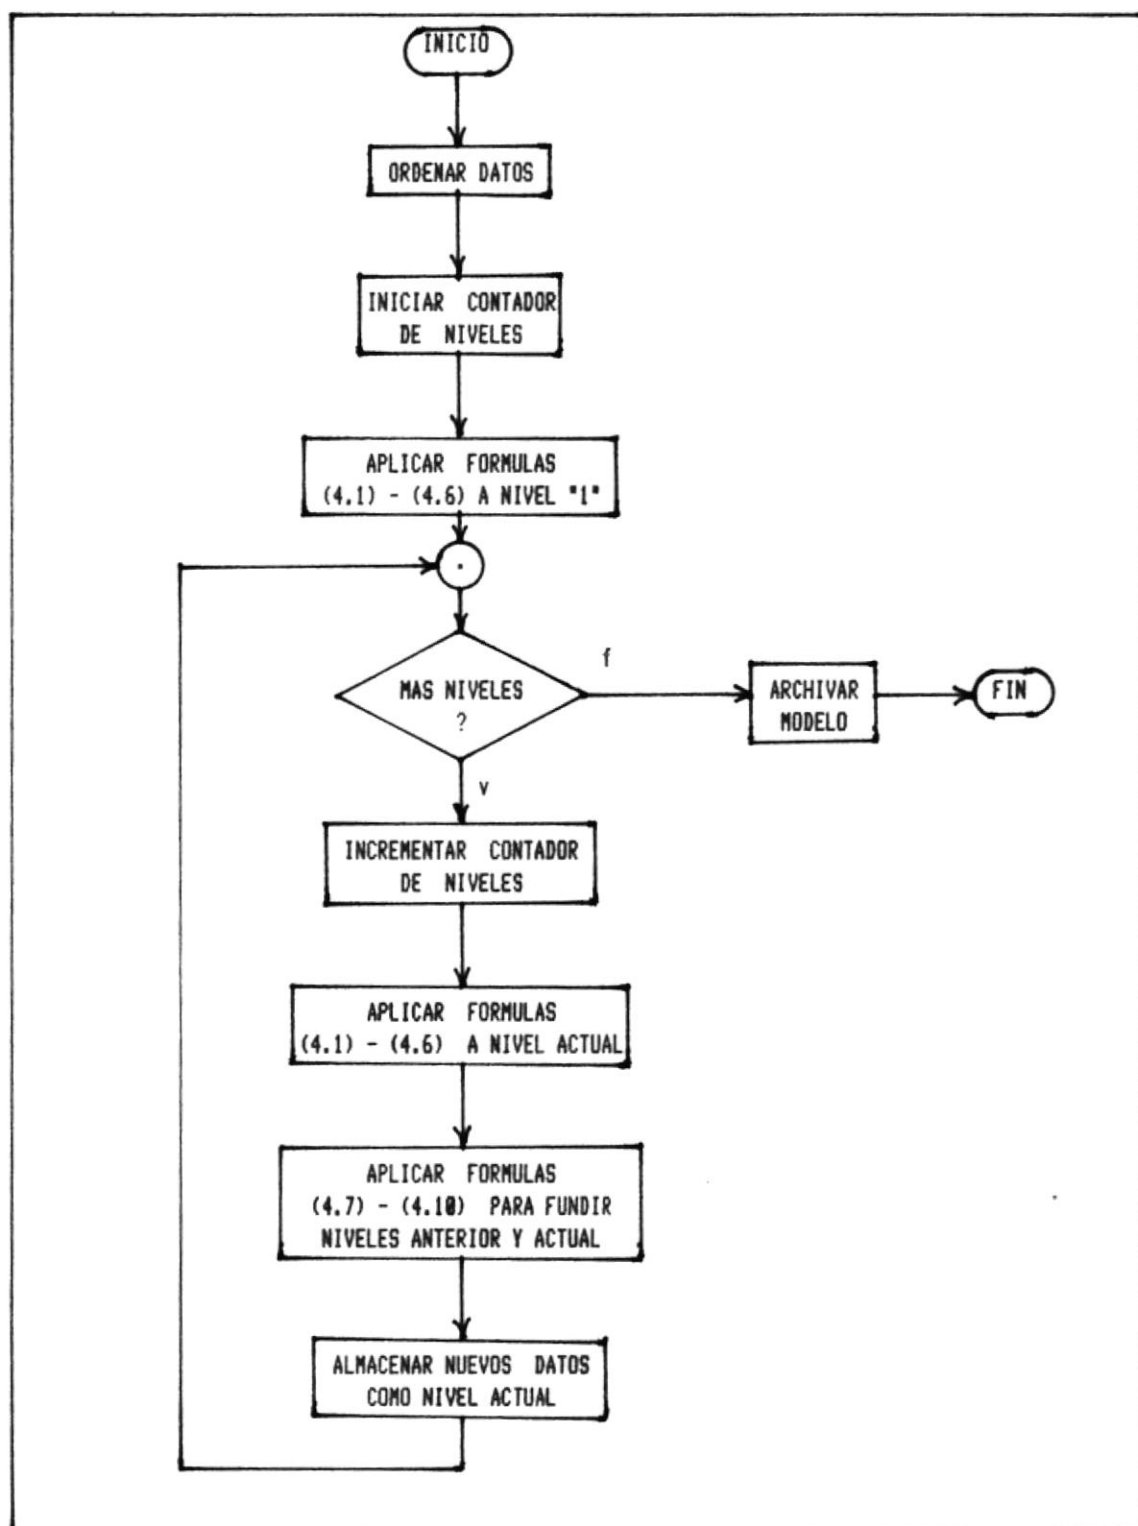 INICIO
ORDENAR DATOS
INICIAR CONTADOR
DE NIVELES
APLICAR FORMULAS
(4.1) - (4.6) A NIVEL "1"
MAS NIVELES
?
f
ARCHIVAR
MODELO
FIN
v
INCREMENTAR CONTADOR
DE NIVELES
APLICAR FORMULAS
(4.1) - (4.6) A NIVEL ACTUAL
APLICAR FORMULAS
(4.7) - (4.10) PARA FUNDIR
NIVELES ANTERIOR Y ACTUAL
ALMACENAR NUEVOS DATOS
COMO NIVEL ACTUAL